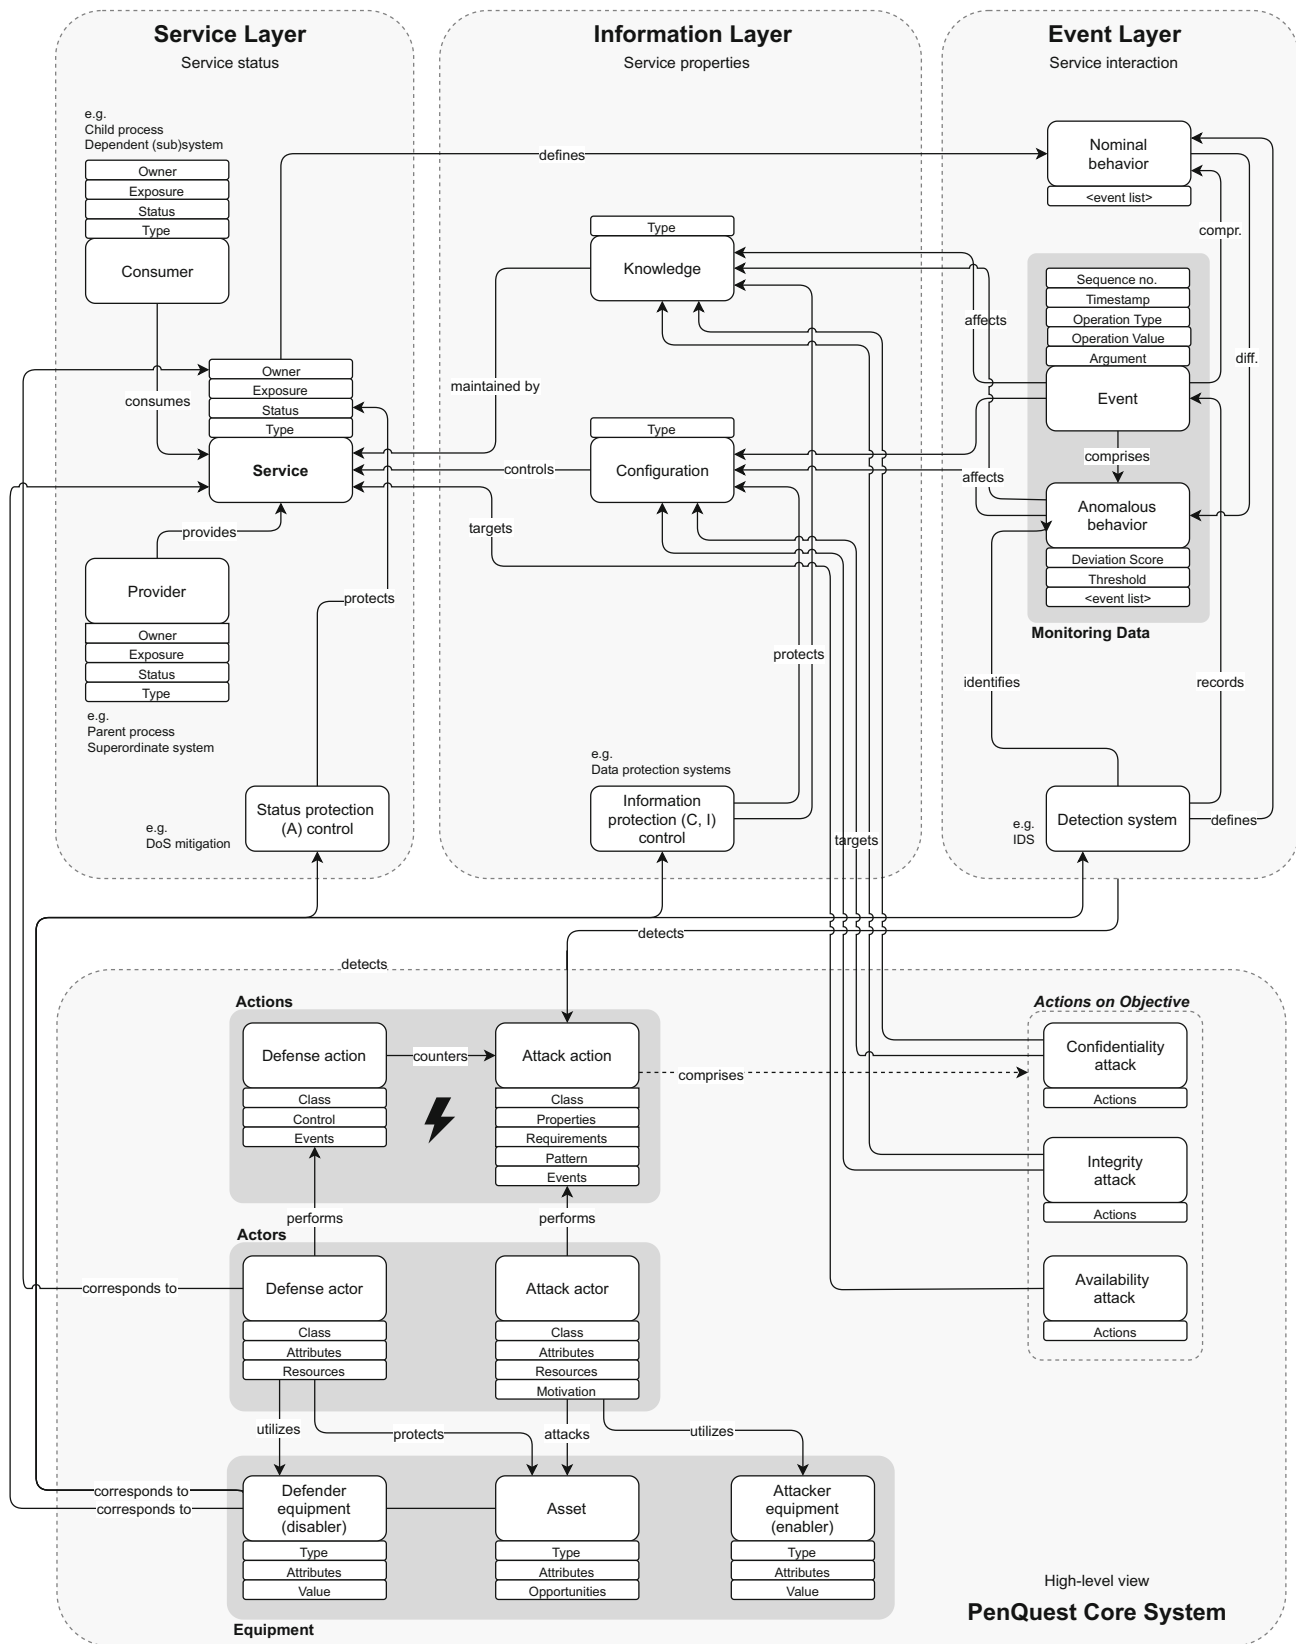 Service Layer
Service status
Information Layer
Service properties
Event Layer
Service interaction
e.g.
Child process
Dependent (sub)system
Owner
Exposure
Status
Type
Consumer
defines
Nominal
behavior
<event list>
Type
Knowledge
compr.
Sequence no.
Timestamp
Operation Type
Operation Value
Argument
Event
affects
diff.
consumes
Owner
Exposure
Status
Type
Service
maintained by
Type
Configuration
controls
comprises
affects
Anomalous
behavior
Deviation Score
Threshold
<event list>
Monitoring Data
targets
provides
Provider
Owner
Exposure
Status
Type
e.g.
Parent process
Superordinate system
protects
protects
identifies
records
e.g.
Data protection systems
Status protection
(A) control
e.g.
DoS mitigation
Information
protection (C, I)
control
targets
e.g.
IDS
Detection system
defines
detects
detects
Actions
Defense action
Class
Control
Events
counters
Attack action
Class
Properties
Requirements
Pattern
Events
comprises
Actions on Objective
Confidentiality
attack
Actions
Integrity
attack
Actions
Availability
attack
Actions
performs
performs
Actors
corresponds to
Defense actor
Class
Attributes
Resources
Attack actor
Class
Attributes
Resources
Motivation
utilizes
protects
attacks
utilizes
corresponds to
corresponds to
Defender
equipment
(disabler)
Type
Attributes
Value
Asset
Type
Attributes
Opportunities
Attacker
equipment
(enabler)
Type
Attributes
Value
Equipment
High-level view
PenQuest Core System